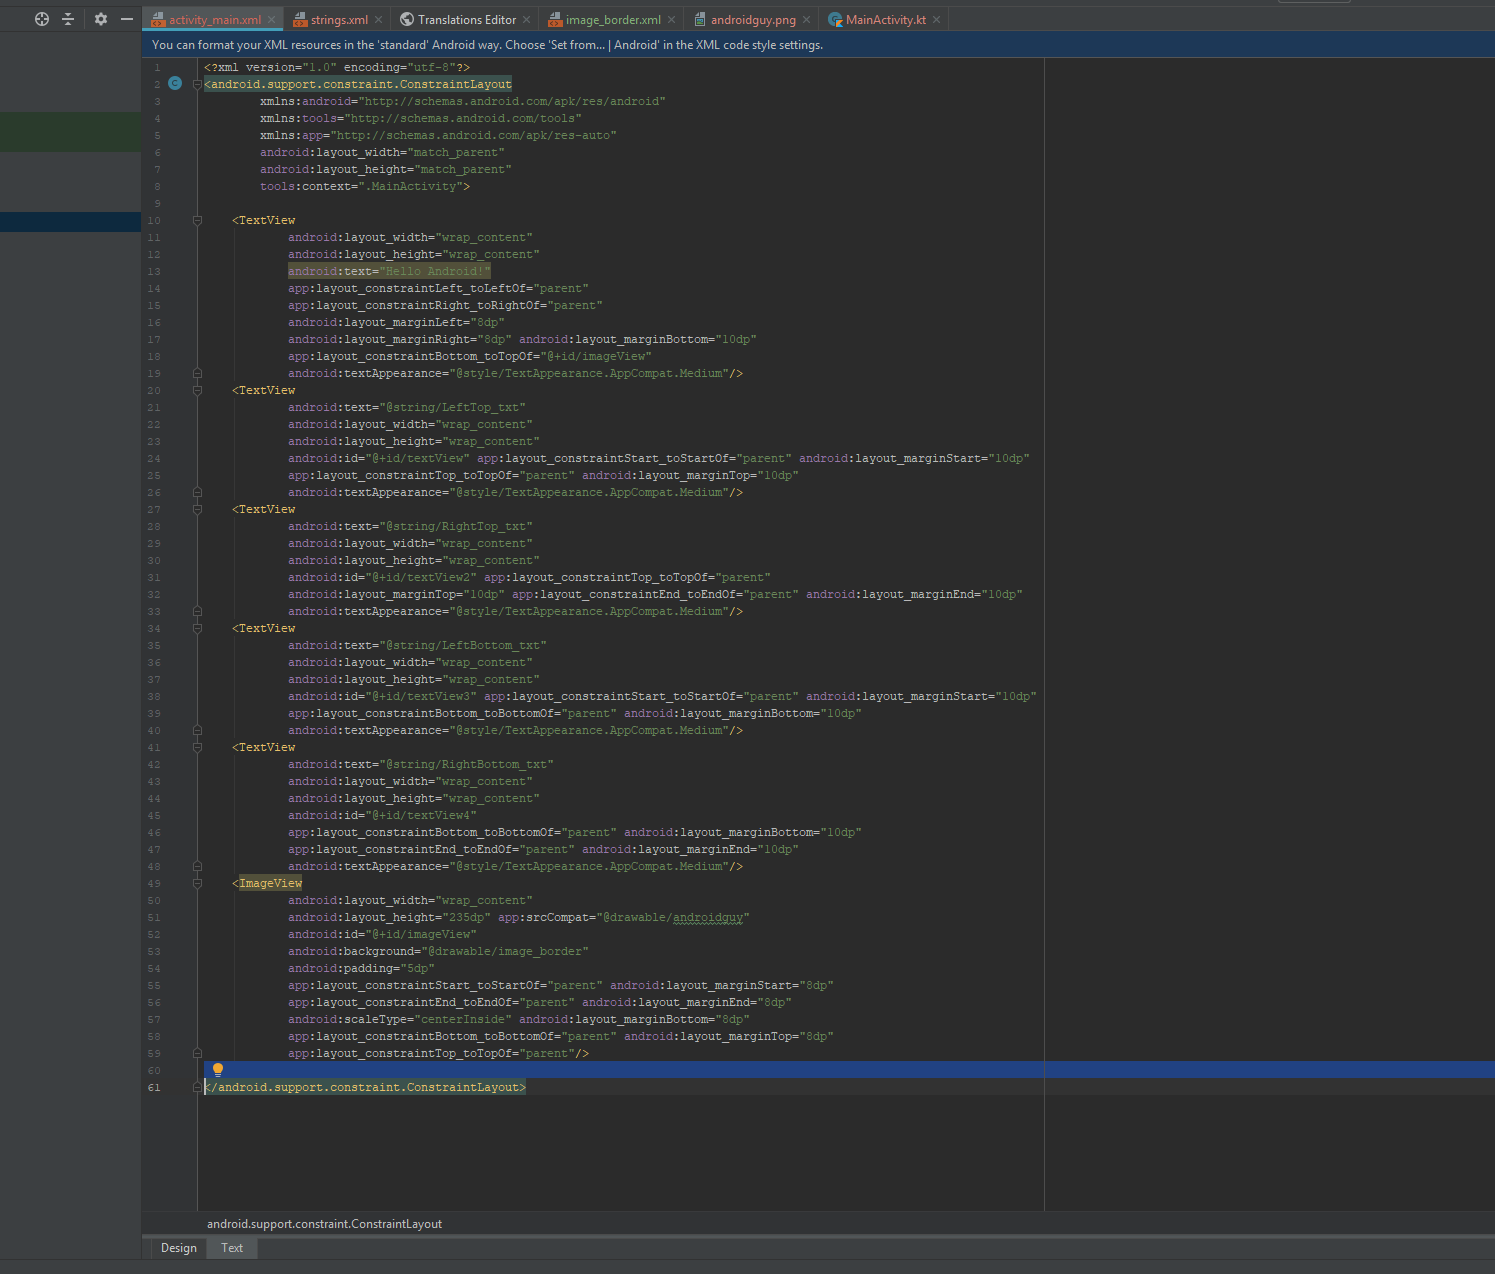 activity_main.xml strings.xml Translations Editor image_border.xml androidguy.png MainActivity.kt
You can format your XML resources in the 'standard' Android way. Choose 'Set from... | Android' in the XML code style settings.
1 <?xml version="1.0" encoding="utf-8"?>
2 <android.support.constraint.ConstraintLayout
3 xmlns:android="http://schemas.android.com/apk/res/android"
4 xmlns:tools="http://schemas.android.com/tools"
5 xmlns:app="http://schemas.android.com/apk/res-auto"
6 android:layout_width="match_parent"
7 android:layout_height="match_parent"
8 tools:context=".MainActivity">
9
10 <TextView
11 android:layout_width="wrap_content"
12 android:layout_height="wrap_content"
13 android:text="Hello Android!"
14 app:layout_constraintLeft_toLeftOf="parent"
15 app:layout_constraintRight_toRightOf="parent"
16 android:layout_marginLeft="8dp"
17 android:layout_marginRight="8dp" android:layout_marginBottom="10dp"
18 app:layout_constraintBottom_toTopOf="@+id/imageView"
19 android:textAppearance="@style/TextAppearance.AppCompat.Medium"/>
20 <TextView
21 android:text="@string/LeftTop_txt"
22 android:layout_width="wrap_content"
23 android:layout_height="wrap_content"
24 android:id="@+id/textView" app:layout_constraintStart_toStartOf="parent" android:layout_marginStart="10dp"
25 app:layout_constraintTop_toTopOf="parent" android:layout_marginTop="10dp"
26 android:textAppearance="@style/TextAppearance.AppCompat.Medium"/>
27 <TextView
28 android:text="@string/RightTop_txt"
29 android:layout_width="wrap_content"
30 android:layout_height="wrap_content"
31 android:id="@+id/textView2" app:layout_constraintTop_toTopOf="parent"
32 android:layout_marginTop="10dp" app:layout_constraintEnd_toEndOf="parent" android:layout_marginEnd="10dp"
33 android:textAppearance="@style/TextAppearance.AppCompat.Medium"/>
34 <TextView
35 android:text="@string/LeftBottom_txt"
36 android:layout_width="wrap_content"
37 android:layout_height="wrap_content"
38 android:id="@+id/textView3" app:layout_constraintStart_toStartOf="parent" android:layout_marginStart="10dp"
39 app:layout_constraintBottom_toBottomOf="parent" android:layout_marginBottom="10dp"
40 android:textAppearance="@style/TextAppearance.AppCompat.Medium"/>
41 <TextView
42 android:text="@string/RightBottom_txt"
43 android:layout_width="wrap_content"
44 android:layout_height="wrap_content"
45 android:id="@+id/textView4"
46 app:layout_constraintBottom_toBottomOf="parent" android:layout_marginBottom="10dp"
47 app:layout_constraintEnd_toEndOf="parent" android:layout_marginEnd="10dp"
48 android:textAppearance="@style/TextAppearance.AppCompat.Medium"/>
49 <ImageView
50 android:layout_width="wrap_content"
51 android:layout_height="235dp" app:srcCompat="@drawable/androidguy"
52 android:id="@+id/imageView"
53 android:background="@drawable/image_border"
54 android:padding="5dp"
55 app:layout_constraintStart_toStartOf="parent" android:layout_marginStart="8dp"
56 app:layout_constraintEnd_toEndOf="parent" android:layout_marginEnd="8dp"
57 android:scaleType="centerInside" android:layout_marginBottom="8dp"
58 app:layout_constraintBottom_toBottomOf="parent" android:layout_marginTop="8dp"
59 app:layout_constraintTop_toTopOf="parent"/>
60
61 </android.support.constraint.ConstraintLayout>
android.support.constraint.ConstraintLayout
Design Text